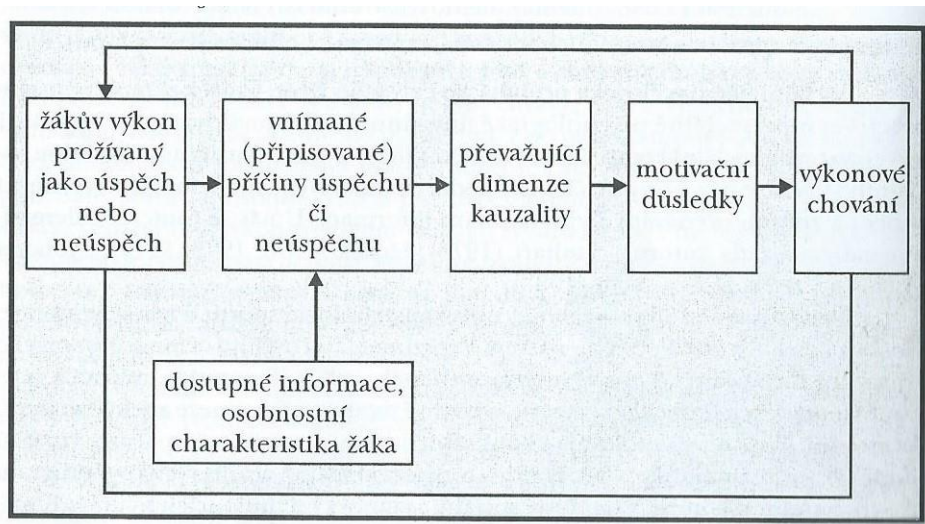 žákův výkon
prožívaný
jako úspěch
nebo
neúspěch
vnímané
(připisované)
příčiny úspěchu
či
neúspěchu
převažující
dimenze
kauzality
motivační
důsledky
výkonové
chování
dostupné informace,
osobnostní
charakteristika žáka